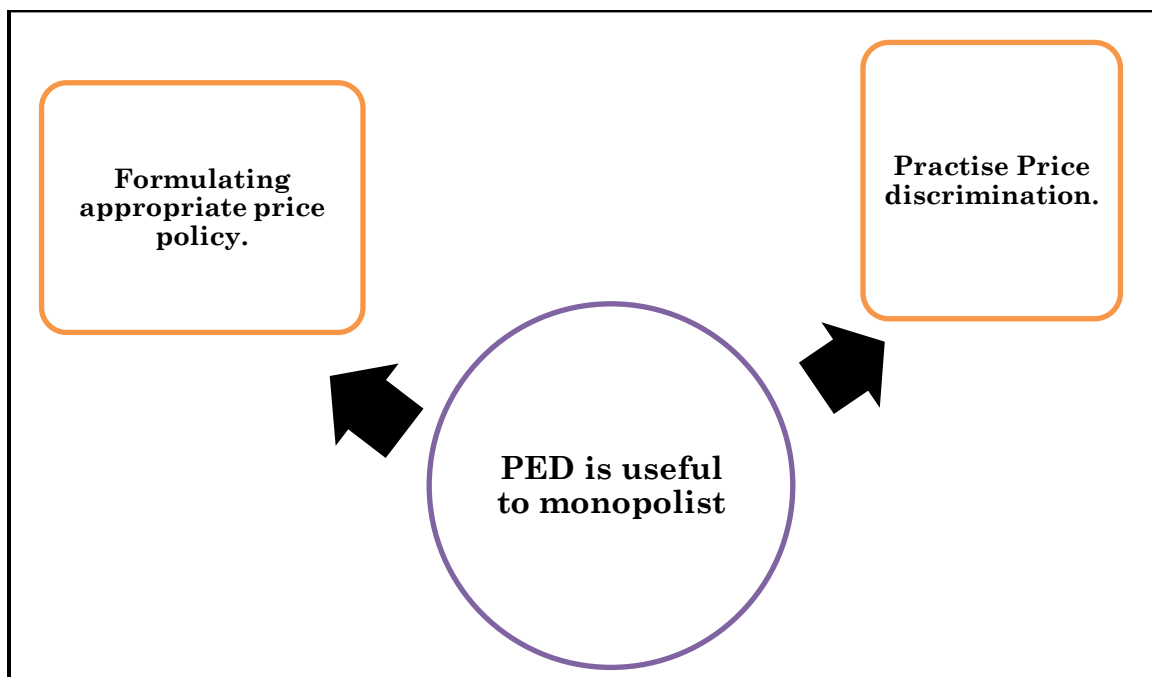 Formulating
appropriate price
policy.
Practise Price
discrimination.
PED is useful
to monopolist